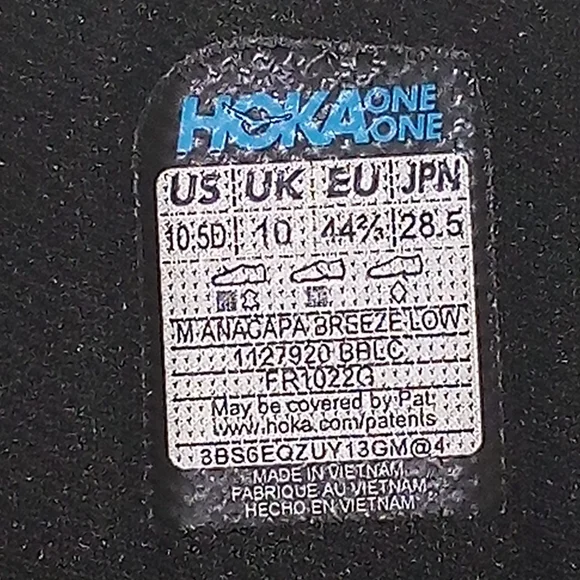 HOKA ONE ONE
US UK EU JPN
10.5D 10 44⅔ 28.5
M ANACAPA BREEZE LOW
1127920 BBLC
FR1022G
May be covered by Pat.
www.hoka.com/patents
3BS6EQZUY13GM@4
MADE IN VIETNAM
FABRIQUE AU VIETNAM
HECHO EN VIETNAM